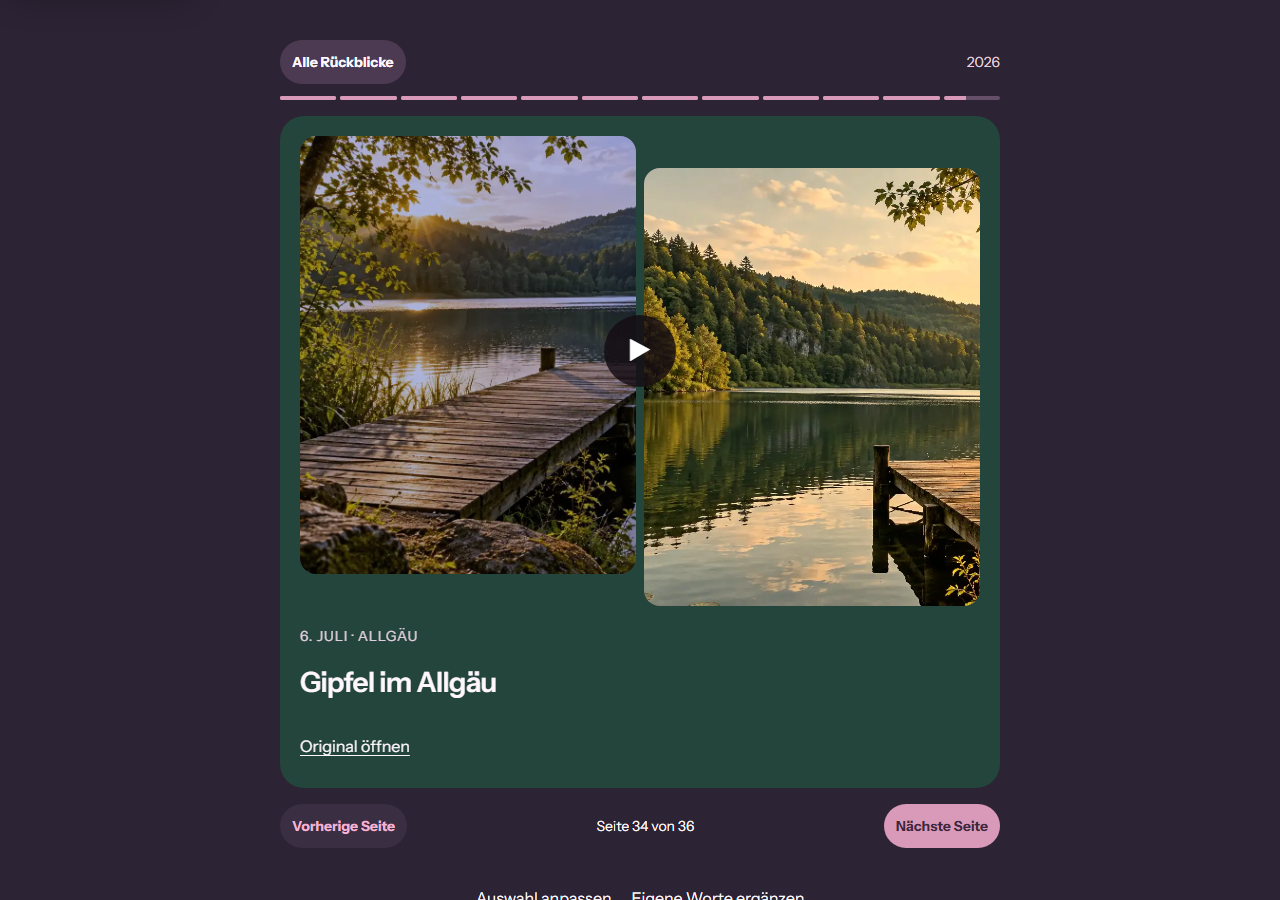 Alle Rückblicke
2026
6. JULI · ALLGÄU
Gipfel im Allgäu
Original öffnen
Vorherige Seite
Seite 34 von 36
Nächste Seite
Auswahl anpassen
Eigene Worte ergänzen